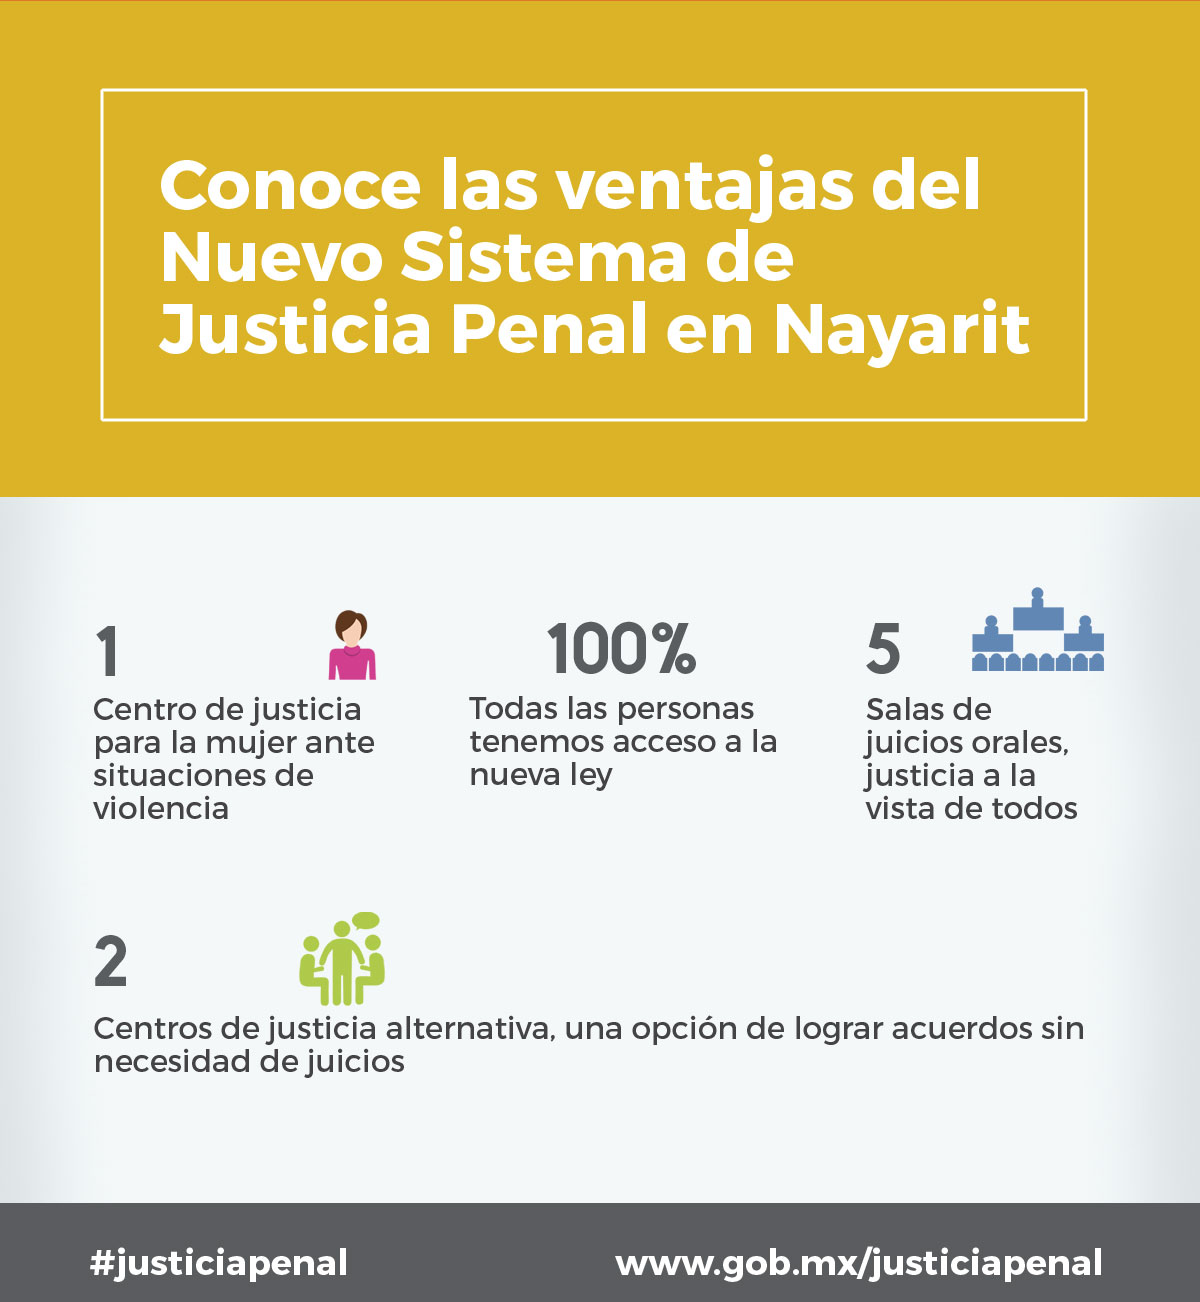 Conoce las ventajas del
Nuevo Sistema de
Justicia Penal en Nayarit
1
Centro de justicia
para la mujer ante
situaciones de
violencia
100%
Todas las personas
tenemos acceso a la
nueva ley
5
Salas de
juicios orales,
justicia a la
vista de todos
2
Centros de justicia alternativa, una opción de lograr acuerdos sin
necesidad de juicios
#justiciapenal
www.gob.mx/justiciapenal